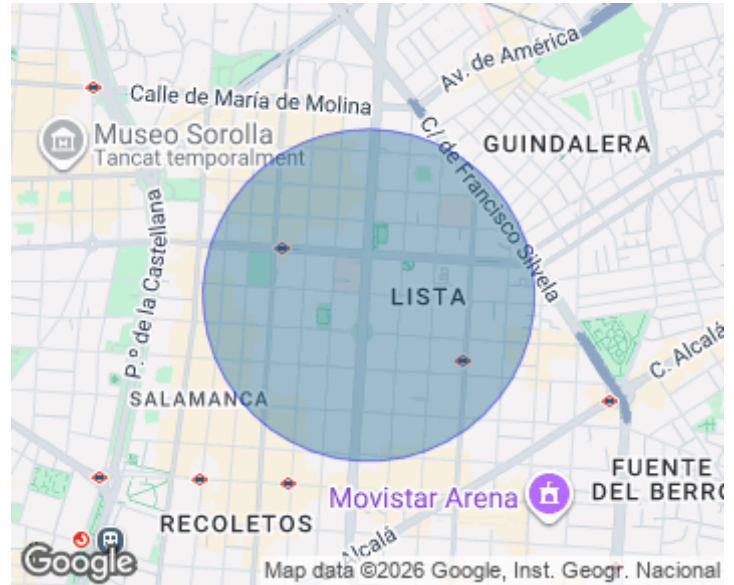 Av. de América
Calle de María de Molina
C/ de Francisco Silvela
Museo Sorolla
Tancat temporalment
GUINDALERA
P.º de la Castellana
LISTA
C. Alcalá
SALAMANCA
FUENTE
DEL BERRO
Movistar Arena
RECOLETOS
Alcalá
Google
Map data ©2026 Google, Inst. Geogr. Nacional